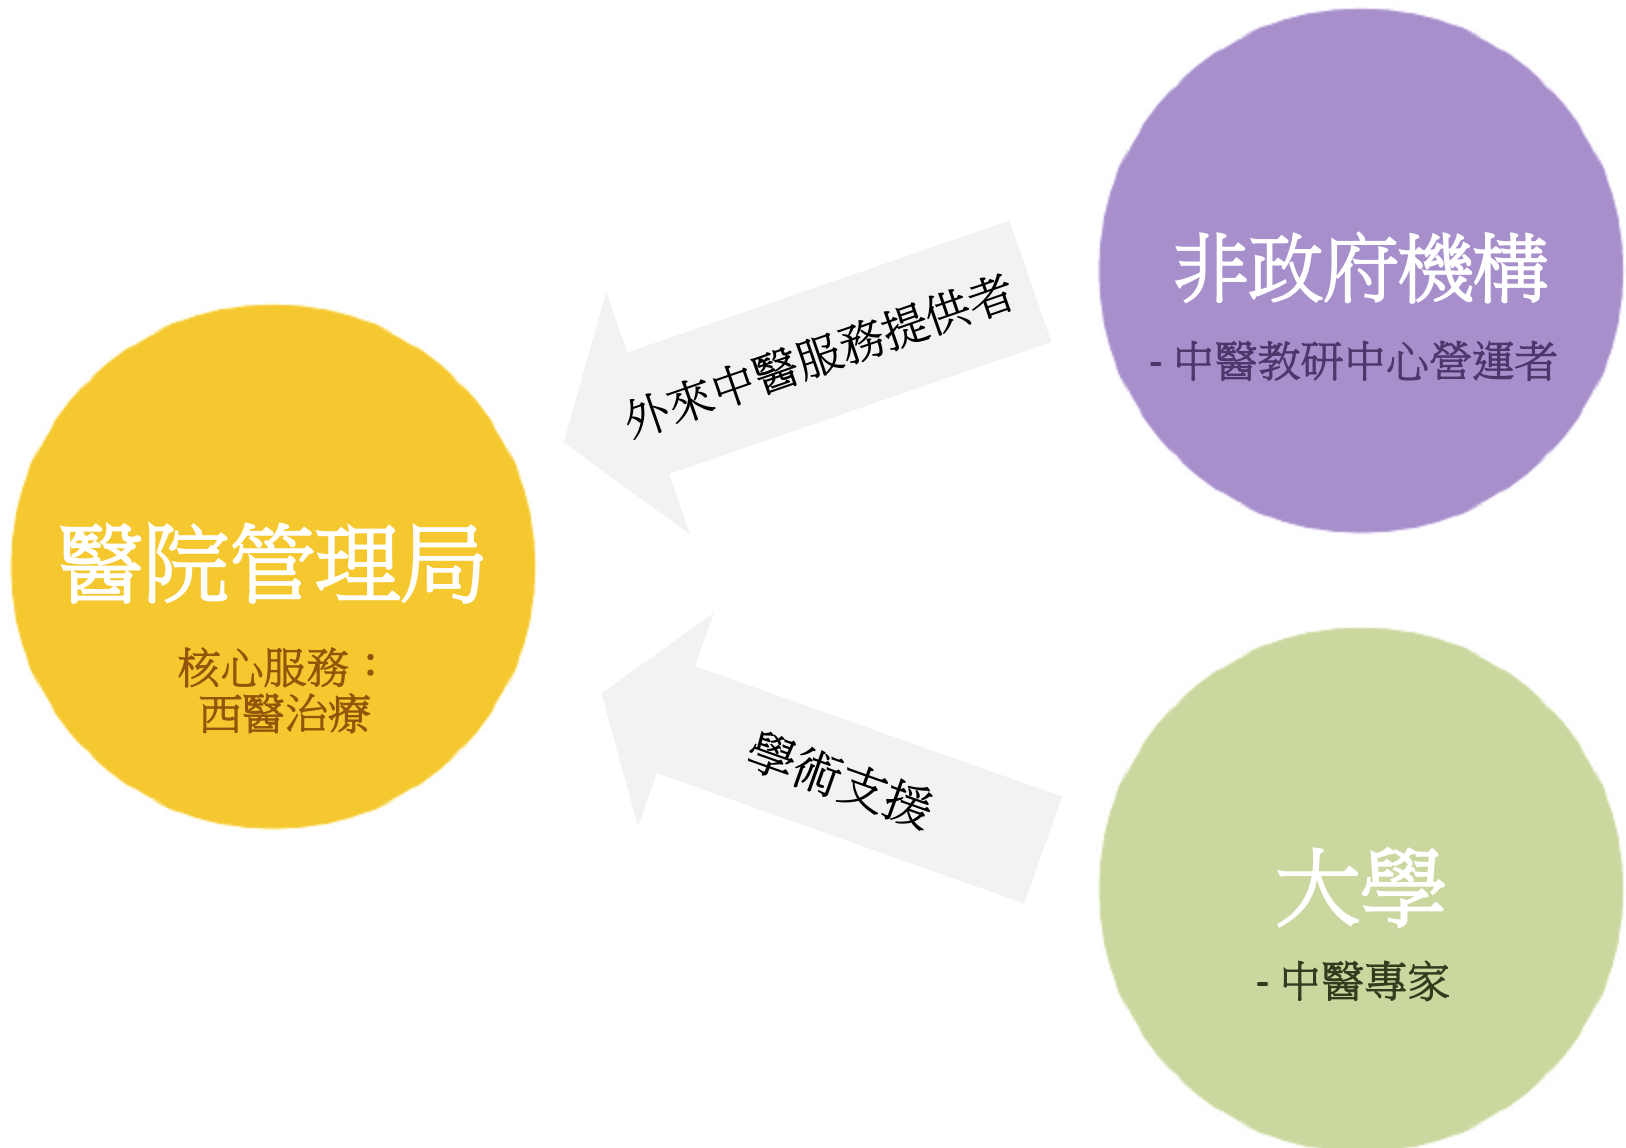 醫院管理局
核心服務：
西醫治療
外來中醫服務提供者
學術支援
非政府機構
- 中醫教研中心營運者
大學
- 中醫專家